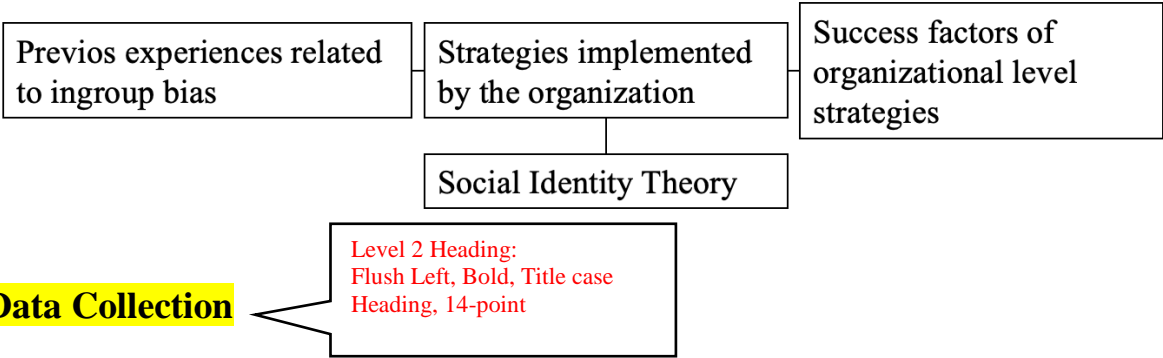 Previos experiences related
to ingroup bias
Strategies implemented
by the organization
Success factors of
organizational level
strategies
Social Identity Theory
Level 2 Heading:
Flush Left, Bold, Title case
Heading, 14-point
Data Collection